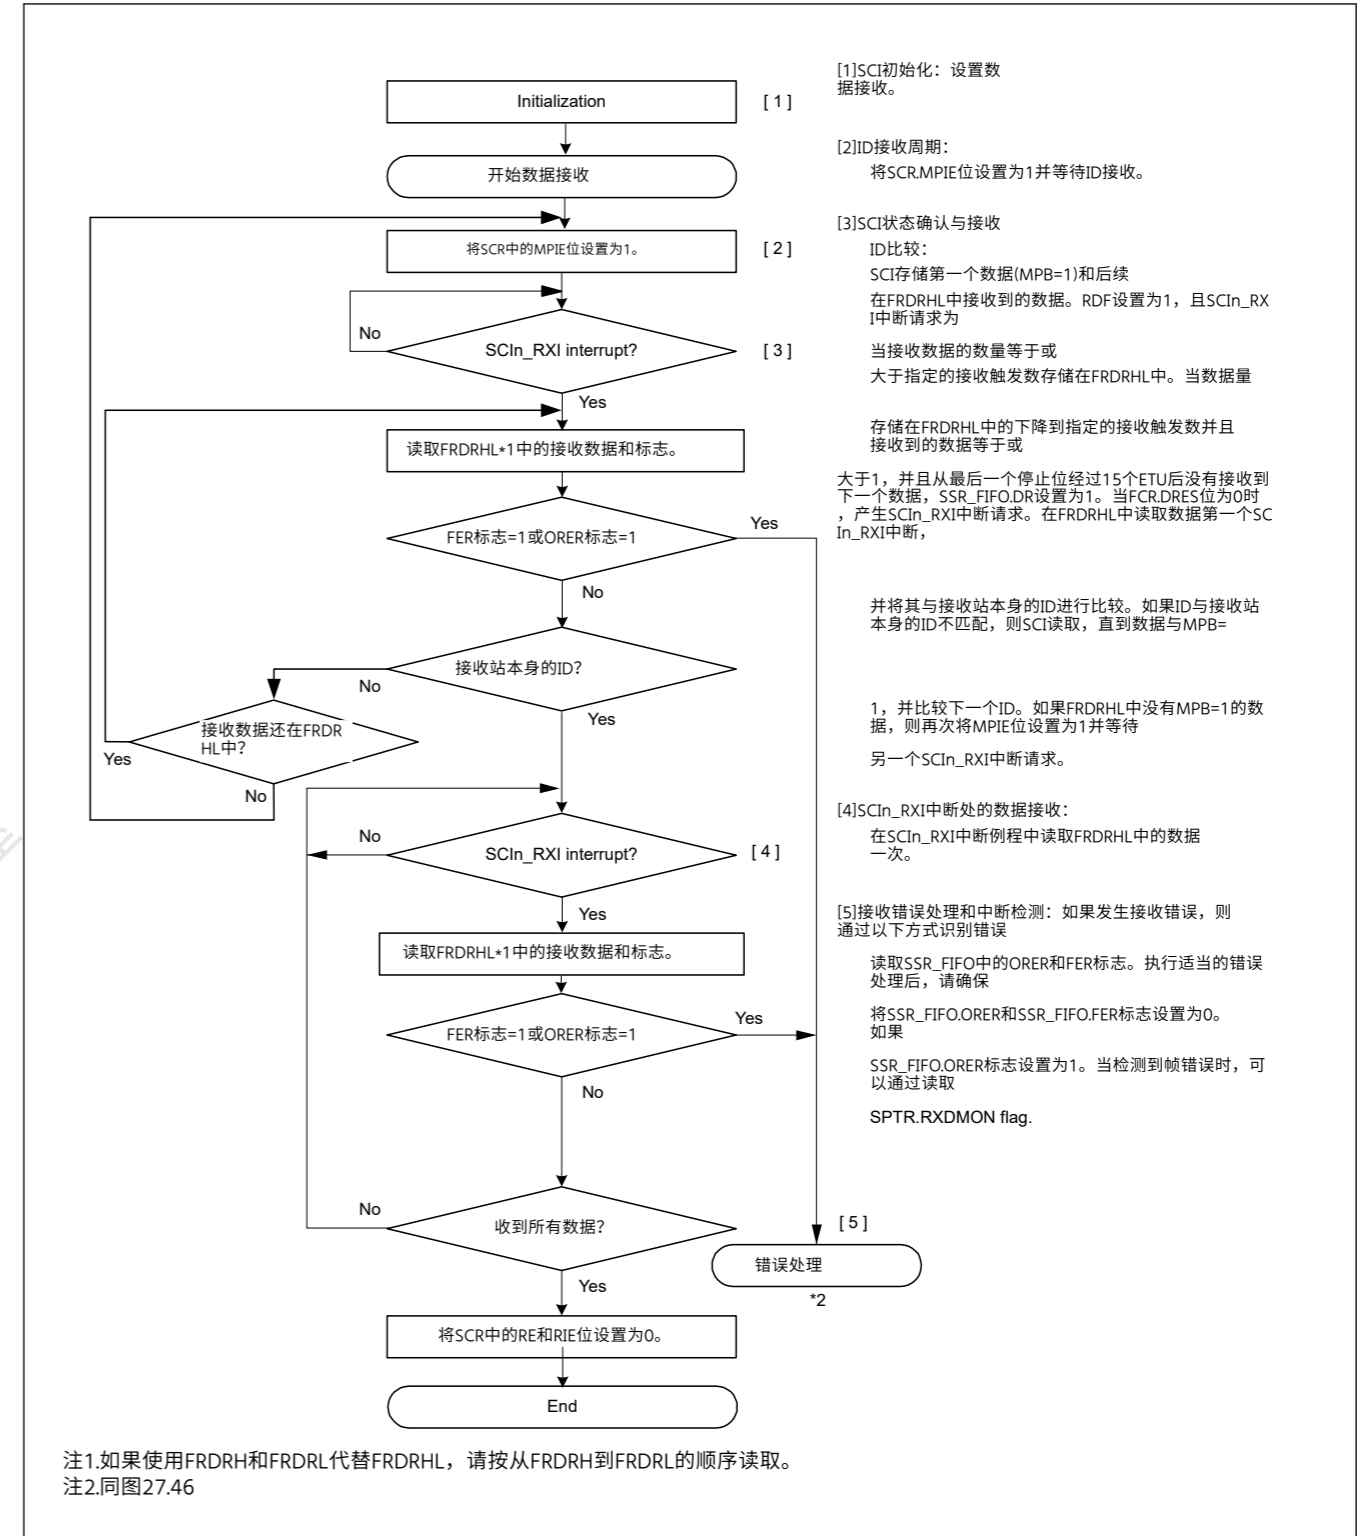 Initialization
[ 1 ]
开始数据接收
将SCR中的MPIE位设置为1。
[ 2 ]
No
SCIn_RXI interrupt?
[ 3 ]
Yes
读取FRDRHL*1中的接收数据和标志。
FER标志=1或ORER标志=1
Yes
No
接收站本身的ID？
No
Yes
接收数据还在FRDR
HL中？
Yes
No
No
SCIn_RXI interrupt?
[ 4 ]
Yes
读取FRDRHL*1中的接收数据和标志。
FER标志=1或ORER标志=1
Yes
No
No
收到所有数据？
Yes
[ 5 ]
错误处理
*2
将SCR中的RE和RIE位设置为0。
End
[1]SCI初始化：设置数
据接收。
[2]ID接收周期：
将SCR.MPIE位设置为1并等待ID接收。
[3]SCI状态确认与接收
ID比较：
SCI存储第一个数据(MPB=1)和后续
在FRDRHL中接收到的数据。RDF设置为1，且SCIn_RX
I中断请求为
当接收数据的数量等于或
大于指定的接收触发数存储在FRDRHL中。当数据量
存储在FRDRHL中的下降到指定的接收触发数并且
接收到的数据等于或
大于1，并且从最后一个停止位经过15个ETU后没有接收到
下一个数据，SSR_FIFO.DR设置为1。当FCR.DRES位为0时
，产生SCIn_RXI中断请求。在FRDRHL中读取数据第一个SC
In_RXI中断，
并将其与接收站本身的ID进行比较。如果ID与接收站
本身的ID不匹配，则SCI读取，直到数据与MPB=
1，并比较下一个ID。如果FRDRHL中没有MPB=1的数
据，则再次将MPIE位设置为1并等待
另一个SCIn_RXI中断请求。
[4]SCIn_RXI中断处的数据接收：
在SCIn_RXI中断例程中读取FRDRHL中的数据
一次。
[5]接收错误处理和中断检测：如果发生接收错误，则
通过以下方式识别错误
读取SSR_FIFO中的ORER和FER标志。执行适当的错误
处理后，请确保
将SSR_FIFO.ORER和SSR_FIFO.FER标志设置为0。
如果
SSR_FIFO.ORER标志设置为1。当检测到帧错误时，可
以通过读取
SPTR.RXDMON flag.
注1.如果使用FRDRH和FRDRL代替FRDRHL，请按从FRDRH到FRDRL的顺序读取。
注2.同图27.46